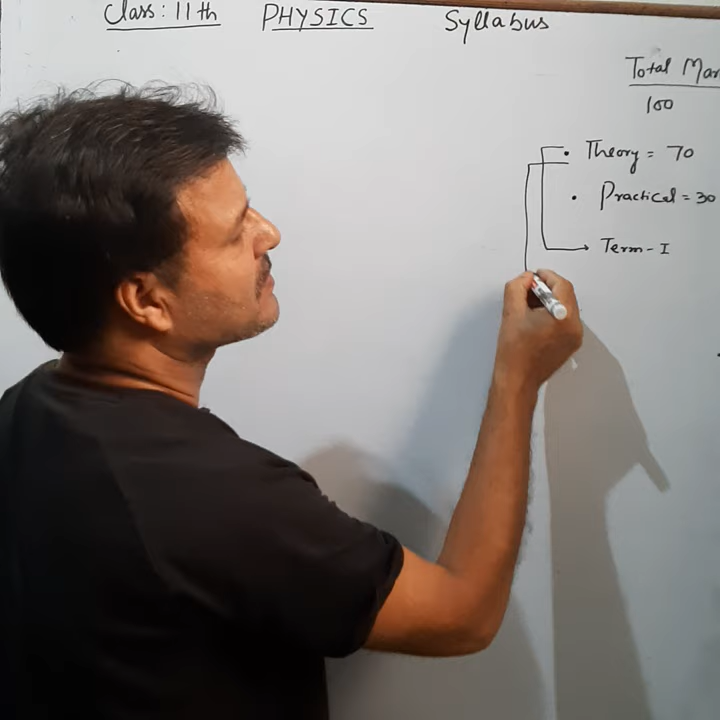 Class: 11th PHYSICS Syllabus
Total Mar
100
• Theory = 70
• Practical = 30
Term-I